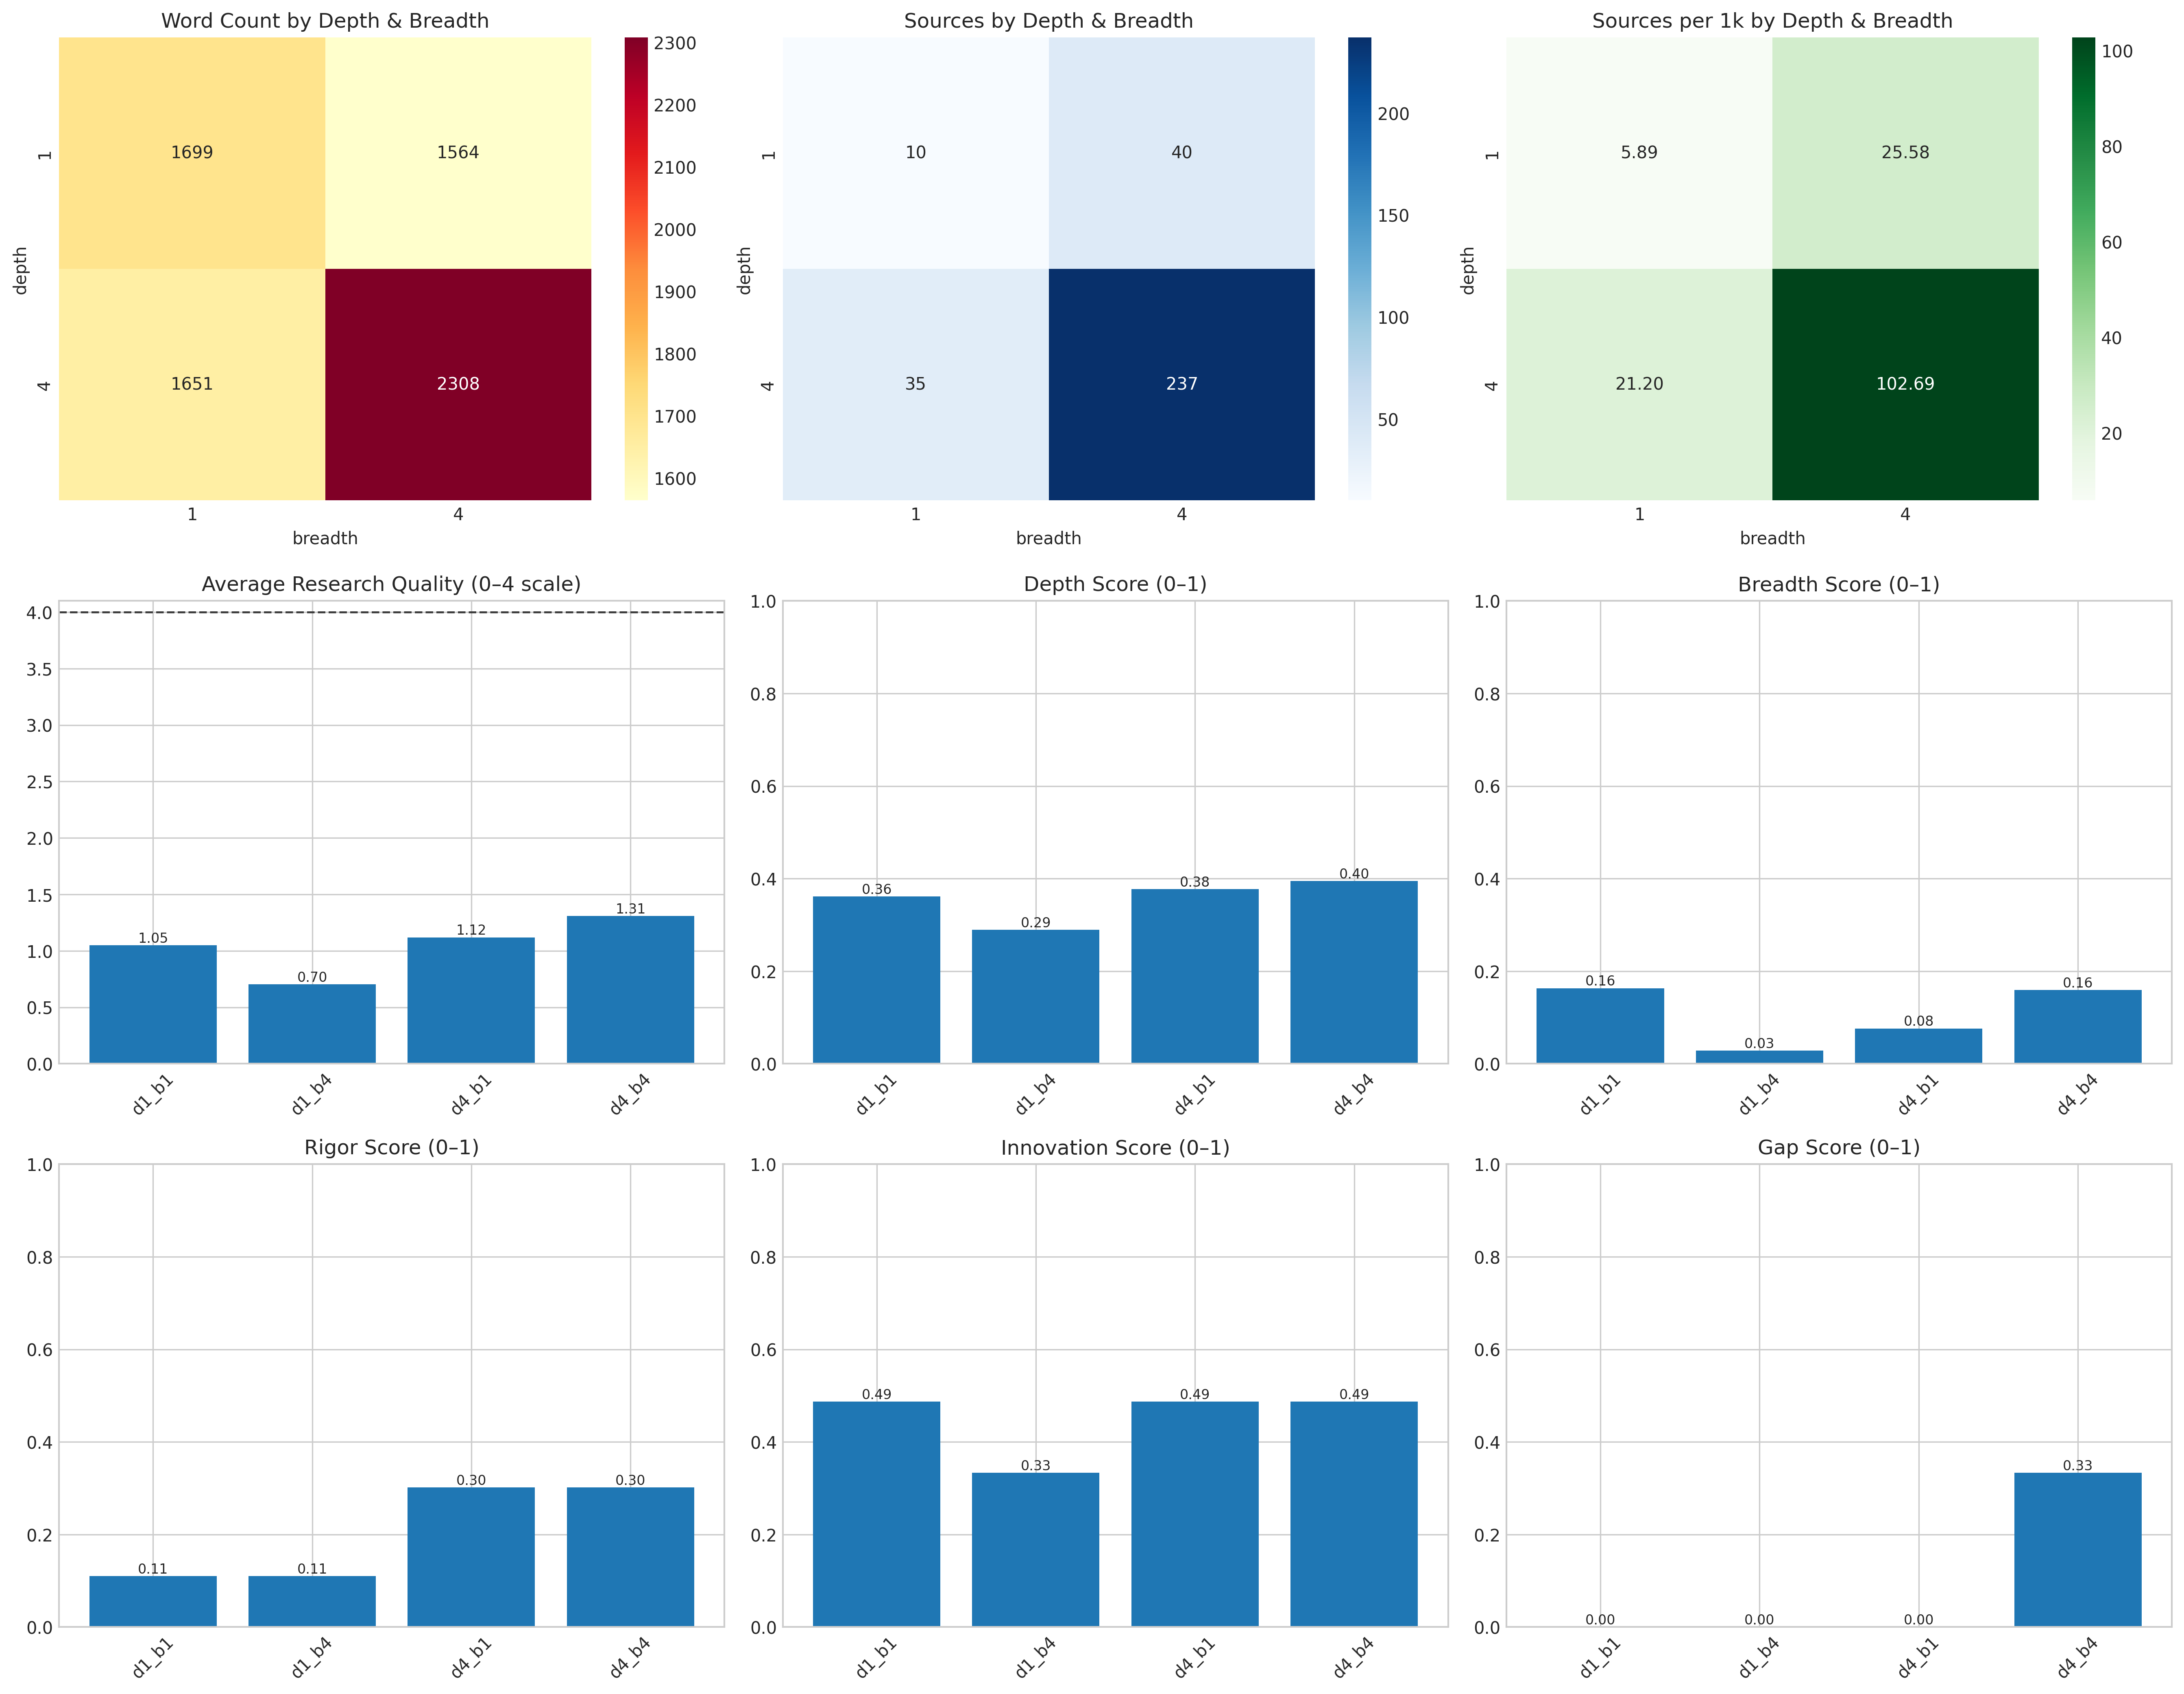 Word Count by Depth & Breadth
1699
1564
1651
2308
1
4
depth
1
4
breadth
2300
2200
2100
2000
1900
1800
1700
1600
Sources by Depth & Breadth
10
40
35
237
1
4
depth
1
4
breadth
200
150
100
50
Sources per 1k by Depth & Breadth
5.89
25.58
21.20
102.69
1
4
depth
1
4
breadth
100
80
60
40
20
Average Research Quality (0–4 scale)
4.0
3.5
3.0
2.5
2.0
1.5
1.0
0.5
0.0
1.05
0.70
1.12
1.31
d1_b1
d1_b4
d4_b1
d4_b4
Depth Score (0–1)
1.0
0.8
0.6
0.4
0.2
0.0
0.36
0.29
0.38
0.40
d1_b1
d1_b4
d4_b1
d4_b4
Breadth Score (0–1)
1.0
0.8
0.6
0.4
0.2
0.0
0.16
0.03
0.08
0.16
d1_b1
d1_b4
d4_b1
d4_b4
Rigor Score (0–1)
1.0
0.8
0.6
0.4
0.2
0.0
0.11
0.11
0.30
0.30
d1_b1
d1_b4
d4_b1
d4_b4
Innovation Score (0–1)
1.0
0.8
0.6
0.4
0.2
0.0
0.49
0.33
0.49
0.49
d1_b1
d1_b4
d4_b1
d4_b4
Gap Score (0–1)
1.0
0.8
0.6
0.4
0.2
0.0
0.00
0.00
0.00
0.33
d1_b1
d1_b4
d4_b1
d4_b4